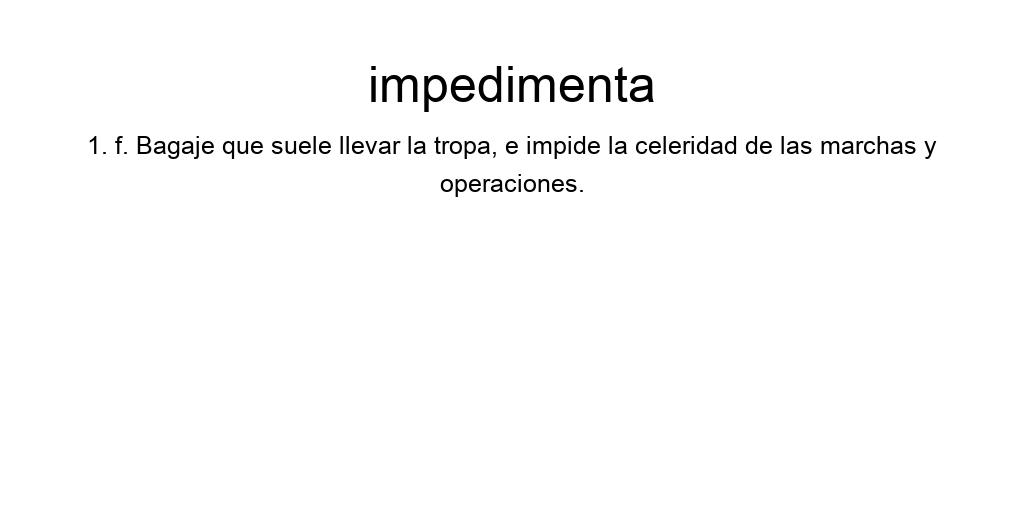 impedimenta
1. f. Bagaje que suele llevar la tropa, e impide la celeridad de las marchas y
operaciones.